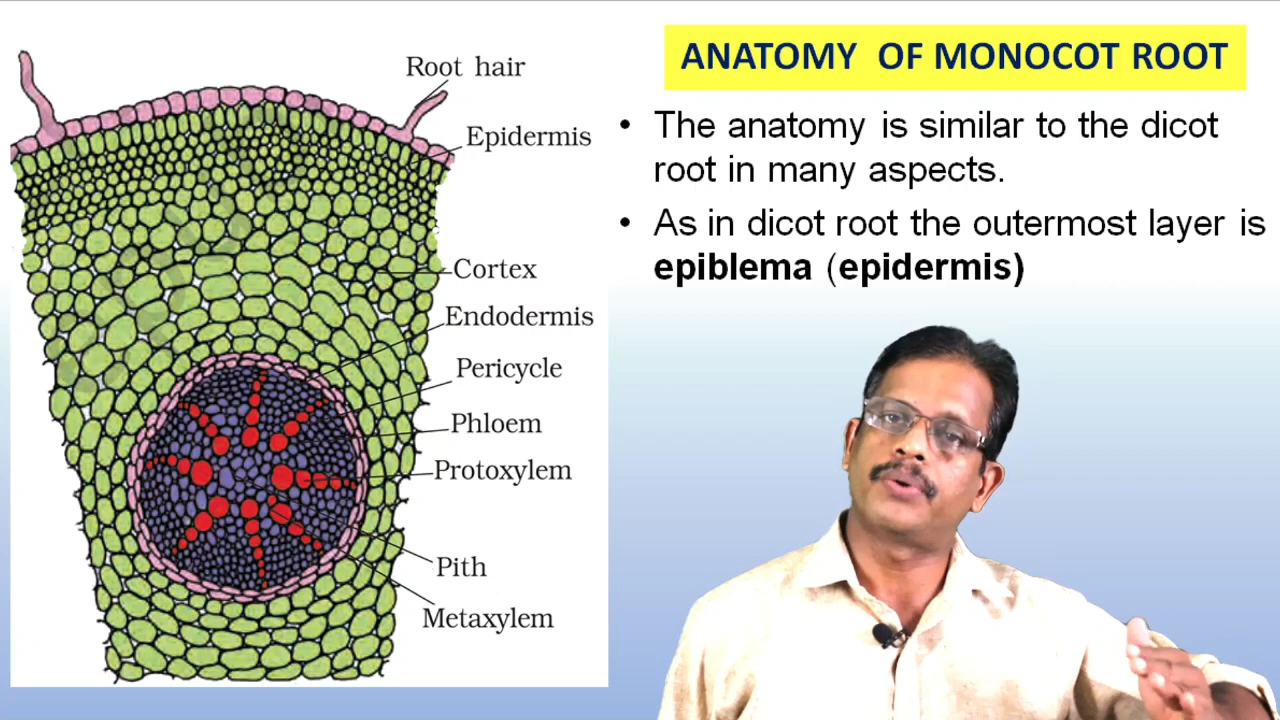 ANATOMY OF MONOCOT ROOT
• The anatomy is similar to the dicot
root in many aspects.
• As in dicot root the outermost layer is
epiblema (epidermis)
Root hair
Epidermis
Cortex
Endodermis
Pericycle
Phloem
Protoxylem
Pith
Metaxylem